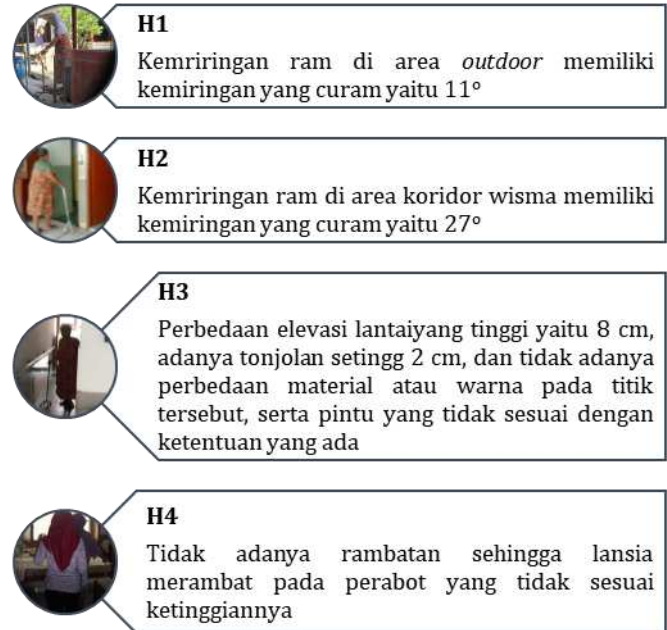 H1
Kemriringan ram di area outdoor memiliki
kemiringan yang curam yaitu 11°
H2
Kemriringan ram di area koridor wisma memiliki
kemiringan yang curam yaitu 27°
H3
Perbedaan elevasi lantaiyang tinggi yaitu 8 cm,
adanya tonjolan setingg 2 cm, dan tidak adanya
perbedaan material atau warna pada titik
tersebut, serta pintu yang tidak sesuai dengan
ketentuan yang ada
H4
Tidak adanya rambatan sehingga lansia
merambat pada perabot yang tidak sesuai
ketinggiannya